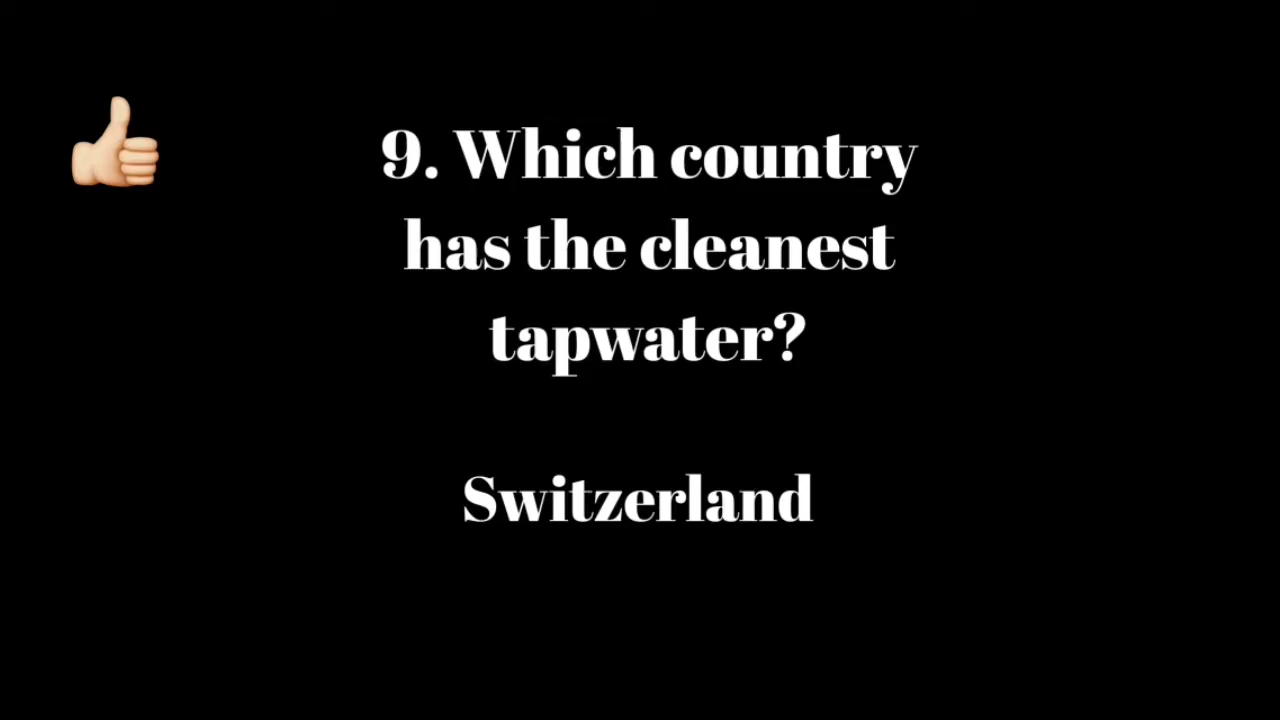 9. Which country
has the cleanest
tapwater?
Switzerland